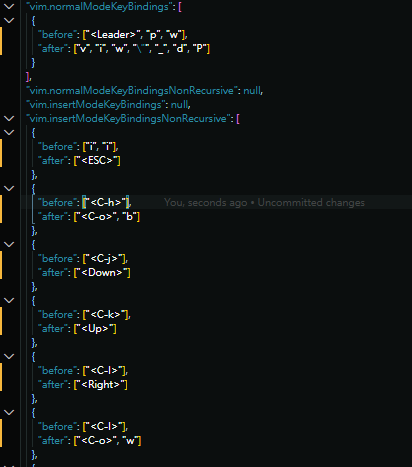 "vim.normalModeKeyBindings": [
{
"before": ["<Leader>", "p", "w"],
"after": ["v", "i", "w", "\"", "_", "d", "P"]
}
],
"vim.normalModeKeyBindingsNonRecursive": null,
"vim.insertModeKeyBindings": null,
"vim.insertModeKeyBindingsNonRecursive": [
{
"before": ["i", "i"],
"after": ["<ESC>"]
},
{
"before": ["<C-h>"], You, seconds ago • Uncommitted changes
"after": ["<C-o>", "b"]
},
{
"before": ["<C-j>"],
"after": ["<Down>"]
},
{
"before": ["<C-k>"],
"after": ["<Up>"]
},
{
"before": ["<C-l>"],
"after": ["<Right>"]
},
{
"before": ["<C-l>"],
"after": ["<C-o>", "w"]
},